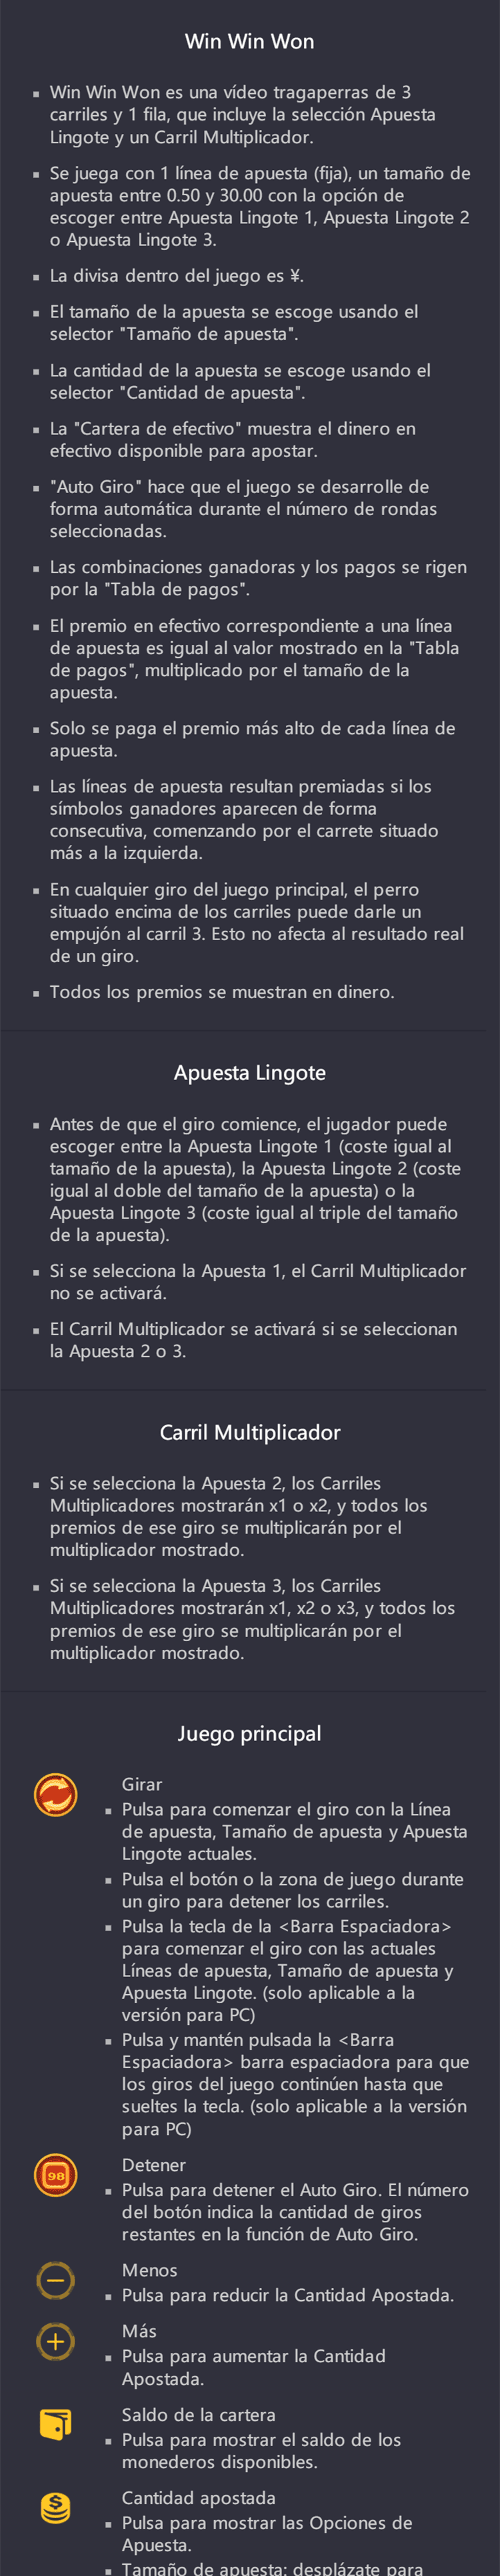 Win Win Won
▪ Win Win Won es una vídeo tragaperras de 3
carriles y 1 fila, que incluye la selección Apuesta
Lingote y un Carril Multiplicador.
▪ Se juega con 1 línea de apuesta (fija), un tamaño de
apuesta entre 0.50 y 30.00 con la opción de
escoger entre Apuesta Lingote 1, Apuesta Lingote 2
o Apuesta Lingote 3.
▪ La divisa dentro del juego es ¥.
▪ El tamaño de la apuesta se escoge usando el
selector "Tamaño de apuesta".
▪ La cantidad de la apuesta se escoge usando el
selector "Cantidad de apuesta".
▪ La "Cartera de efectivo" muestra el dinero en
efectivo disponible para apostar.
▪ "Auto Giro" hace que el juego se desarrolle de
forma automática durante el número de rondas
seleccionadas.
▪ Las combinaciones ganadoras y los pagos se rigen
por la "Tabla de pagos".
▪ El premio en efectivo correspondiente a una línea
de apuesta es igual al valor mostrado en la "Tabla
de pagos", multiplicado por el tamaño de la
apuesta.
▪ Solo se paga el premio más alto de cada línea de
apuesta.
▪ Las líneas de apuesta resultan premiadas si los
símbolos ganadores aparecen de forma
consecutiva, comenzando por el carrete situado
más a la izquierda.
▪ En cualquier giro del juego principal, el perro
situado encima de los carriles puede darle un
empujón al carril 3. Esto no afecta al resultado real
de un giro.
▪ Todos los premios se muestran en dinero.
Apuesta Lingote
▪ Antes de que el giro comience, el jugador puede
escoger entre la Apuesta Lingote 1 (coste igual al
tamaño de la apuesta), la Apuesta Lingote 2 (coste
igual al doble del tamaño de la apuesta) o la
Apuesta Lingote 3 (coste igual al triple del tamaño
de la apuesta).
▪ Si se selecciona la Apuesta 1, el Carril Multiplicador
no se activará.
▪ El Carril Multiplicador se activará si se seleccionan
la Apuesta 2 o 3.
Carril Multiplicador
▪ Si se selecciona la Apuesta 2, los Carriles
Multiplicadores mostrarán x1 o x2, y todos los
premios de ese giro se multiplicarán por el
multiplicador mostrado.
▪ Si se selecciona la Apuesta 3, los Carriles
Multiplicadores mostrarán x1, x2 o x3, y todos los
premios de ese giro se multiplicarán por el
multiplicador mostrado.
Juego principal
Girar
▪ Pulsa para comenzar el giro con la Línea
de apuesta, Tamaño de apuesta y Apuesta
Lingote actuales.
▪ Pulsa el botón o la zona de juego durante
un giro para detener los carriles.
▪ Pulsa la tecla de la <Barra Espaciadora>
para comenzar el giro con las actuales
Líneas de apuesta, Tamaño de apuesta y
Apuesta Lingote. (solo aplicable a la
versión para PC)
▪ Pulsa y mantén pulsada la <Barra
Espaciadora> barra espaciadora para que
los giros del juego continúen hasta que
sueltes la tecla. (solo aplicable a la versión
para PC)
98
Detener
▪ Pulsa para detener el Auto Giro. El número
del botón indica la cantidad de giros
restantes en la función de Auto Giro.
Menos
▪ Pulsa para reducir la Cantidad Apostada.
Más
▪ Pulsa para aumentar la Cantidad
Apostada.
Saldo de la cartera
▪ Pulsa para mostrar el saldo de los
monederos disponibles.
Cantidad apostada
▪ Pulsa para mostrar las Opciones de
Apuesta.
▪ Tamaño de apuesta: desplázate para